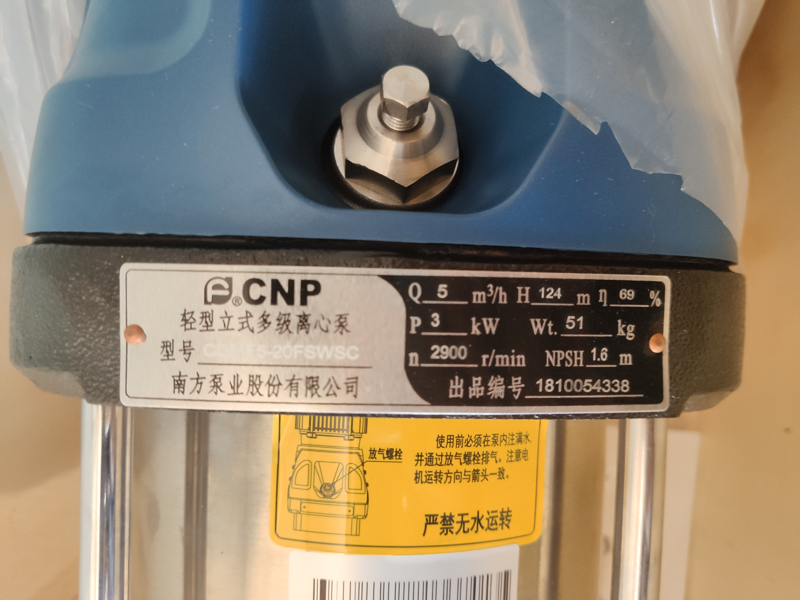 ®CNP
轻型立式多级离心泵
型号 5-20FSWSC
南方泵业股份有限公司
Q 5 m³/h H 124 m η 69 %
P 3 kW Wt. 51 kg
n 2900 r/min NPSH 1.6 m
出品编号 1810054338
放气螺栓
使用前必须在泵内注满水
并通过放气螺栓排气。注意电
机运转方向与箭头一致。
严禁无水运转